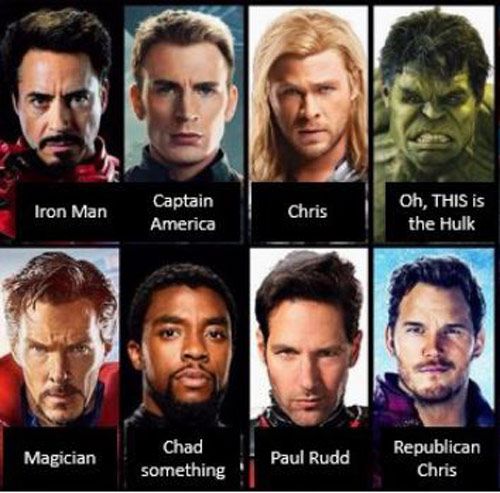 Iron Man
Captain
America
Chris
Oh, THIS is
the Hulk
Magician
Chad
something
Paul Rudd
Republican
Chris